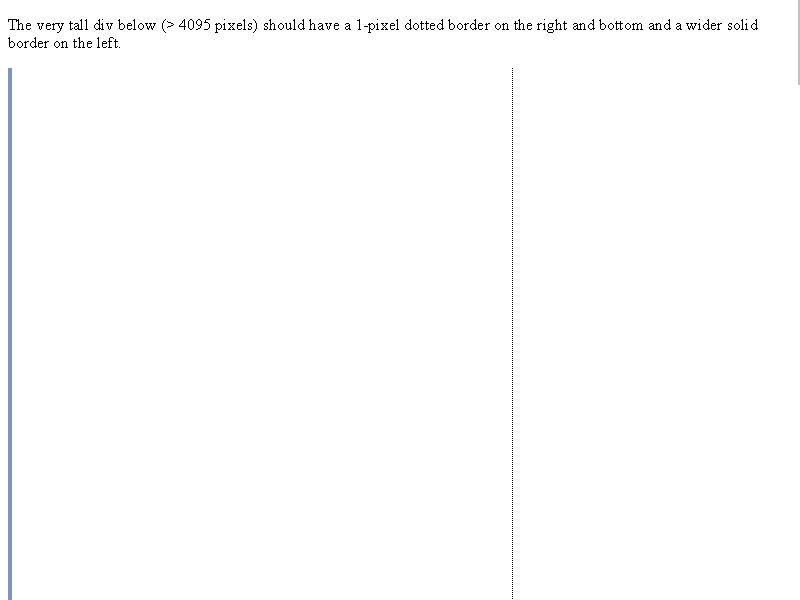 The very tall div below (> 4095 pixels) should have a 1-pixel dotted border on the right and bottom and a wider solid
border on the left.